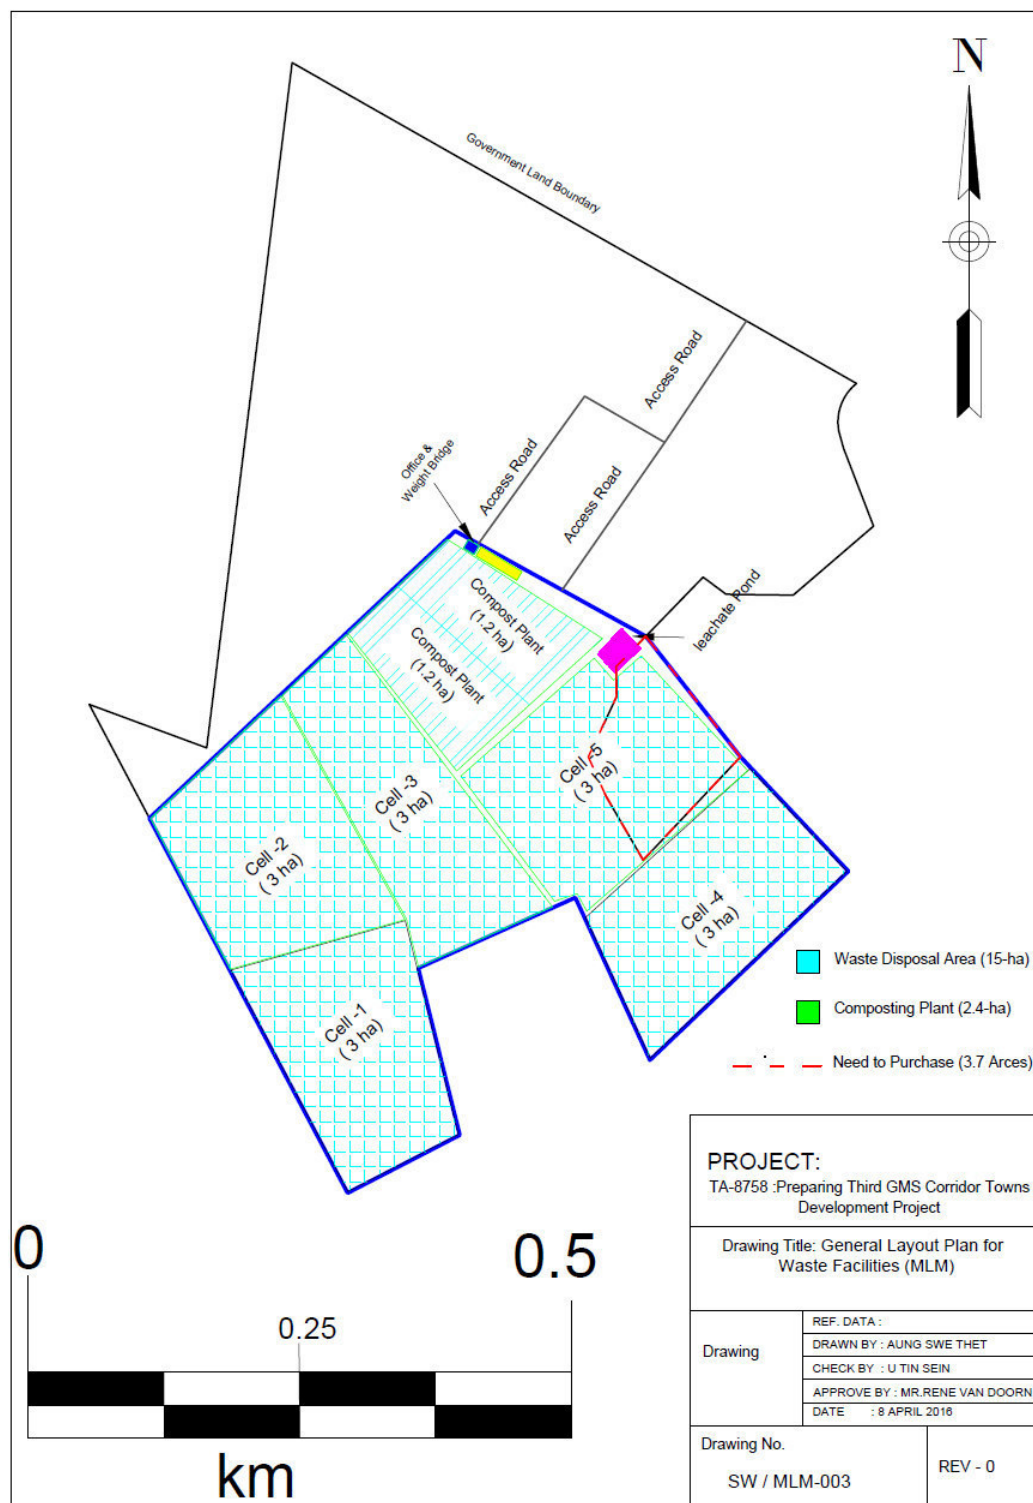 N
Government Land Boundary
Access Road
Access Road
Access Road
Office &
Weight Bridge
Compost Plant
(1.2 ha)
Compost Plant
(1.2 ha)
leachate Pond
Cell -5
( 3 ha)
Cell -3
( 3 ha)
Cell -2
( 3 ha)
Cell -4
( 3 ha)
Cell -1
( 3 ha)
Waste Disposal Area (15-ha)
Composting Plant (2.4-ha)
Need to Purchase (3.7 Arces)
0
0.25
0.5
km
PROJECT:
TA-8758 :Preparing Third GMS Corridor Towns
Development Project
Drawing Title: General Layout Plan for
Waste Facilities (MLM)
Drawing
REF. DATA :
DRAWN BY : AUNG SWE THET
CHECK BY : U TIN SEIN
APPROVE BY : MR.RENE VAN DOORN
DATE : 8 APRIL 2016
Drawing No.
SW / MLM-003
REV - 0